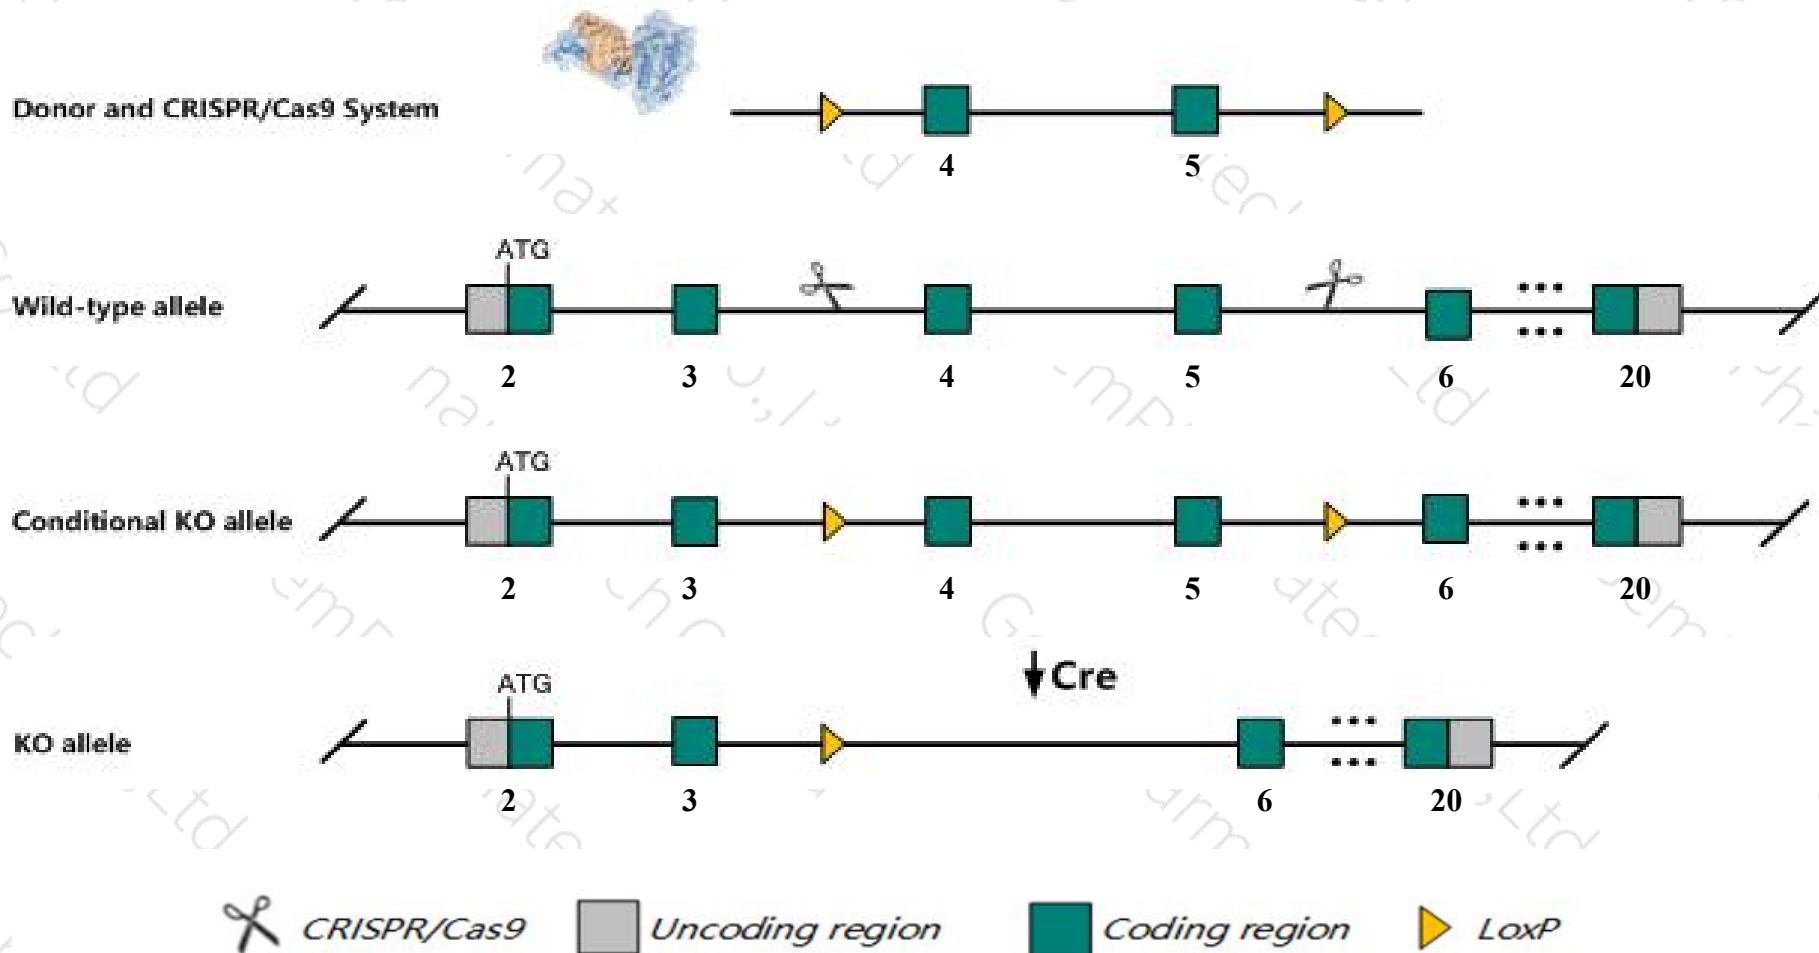 Donor and CRISPR/Cas9 System
4 5
ATG
Wild-type allele
2 3 4 5 6 20
ATG
Conditional KO allele
2 3 4 5 6 20
Cre
ATG
KO allele
2 3 6 20
CRISPR/Cas9 Uncoding region Coding region LoxP